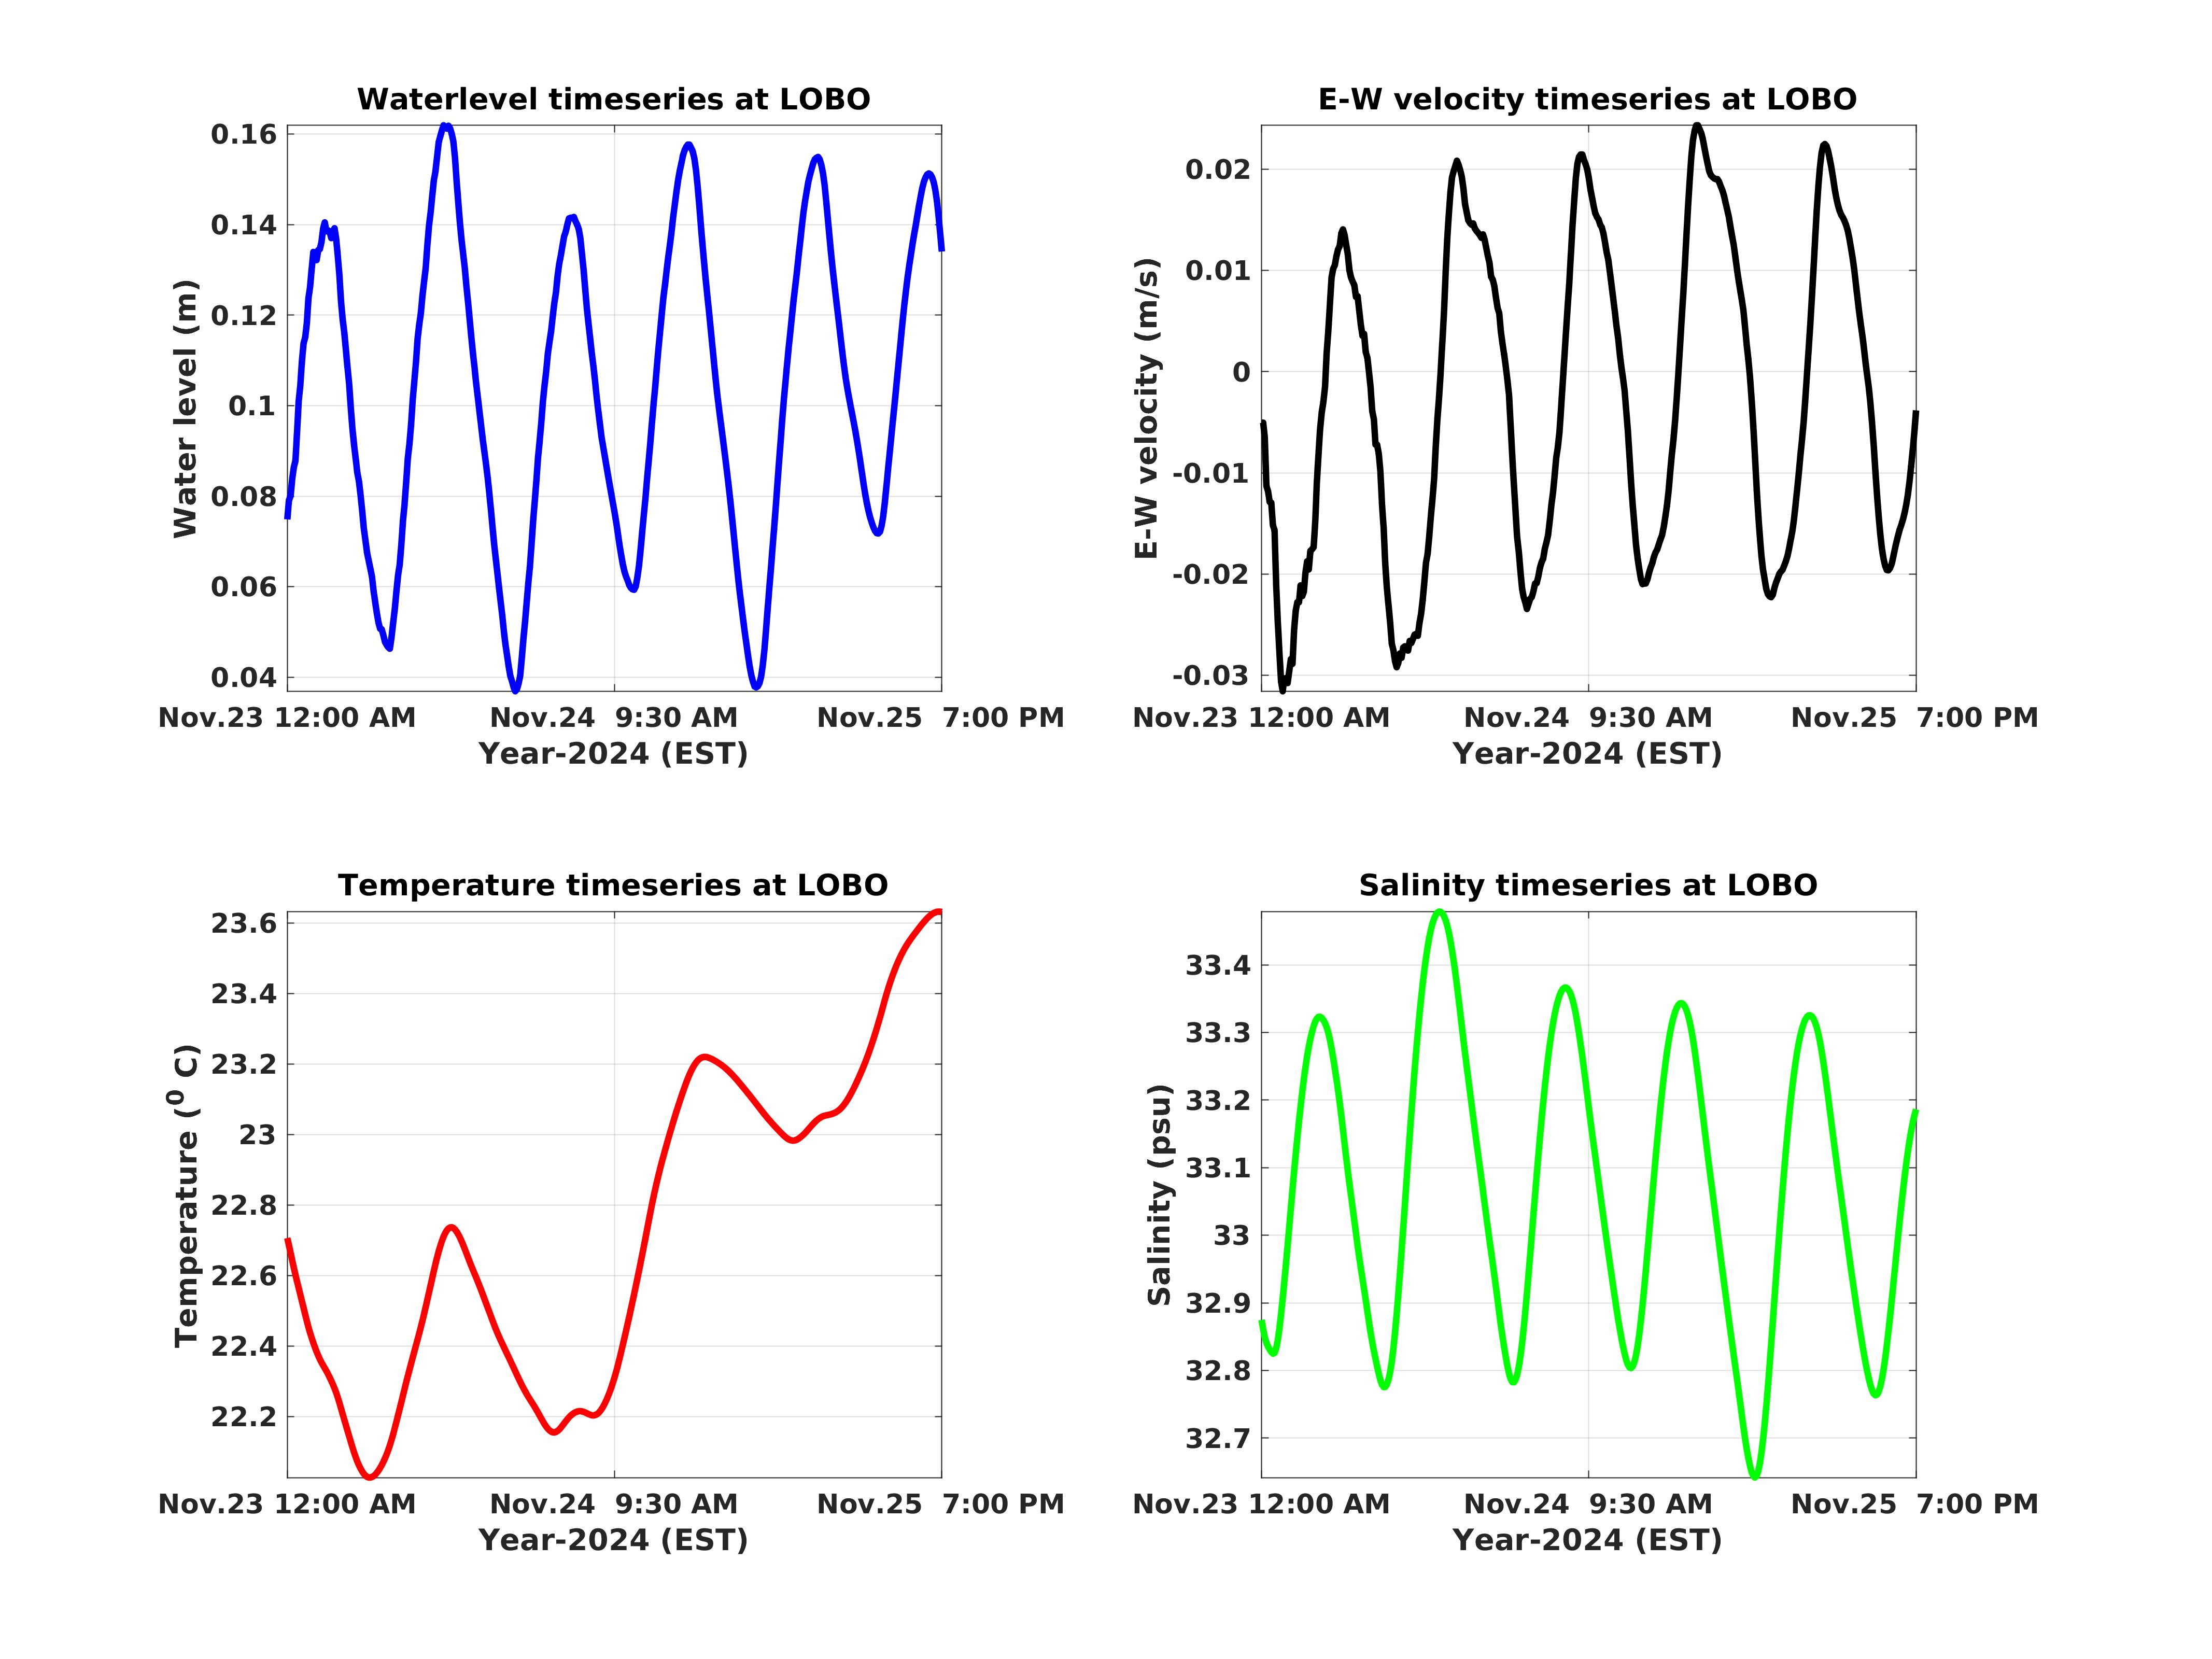 Waterlevel timeseries at LOBO
Water level (m)
0.16
0.14
0.12
0.1
0.08
0.06
0.04
Nov.23 12:00 AM Nov.24 9:30 AM Nov.25 7:00 PM
Year-2024 (EST)
E-W velocity timeseries at LOBO
E-W velocity (m/s)
0.02
0.01
0
-0.01
-0.02
-0.03
Nov.23 12:00 AM Nov.24 9:30 AM Nov.25 7:00 PM
Year-2024 (EST)
Temperature timeseries at LOBO
Temperature (⁰ C)
23.6
23.4
23.2
23
22.8
22.6
22.4
22.2
Nov.23 12:00 AM Nov.24 9:30 AM Nov.25 7:00 PM
Year-2024 (EST)
Salinity timeseries at LOBO
Salinity (psu)
33.4
33.3
33.2
33.1
33
32.9
32.8
32.7
Nov.23 12:00 AM Nov.24 9:30 AM Nov.25 7:00 PM
Year-2024 (EST)